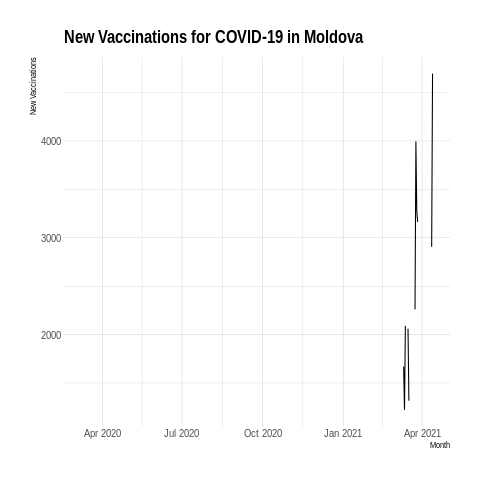 New Vaccinations for COVID-19 in Moldova
New Vaccinations
4000
3000
2000
Apr 2020
Jul 2020
Oct 2020
Jan 2021
Apr 2021
Month